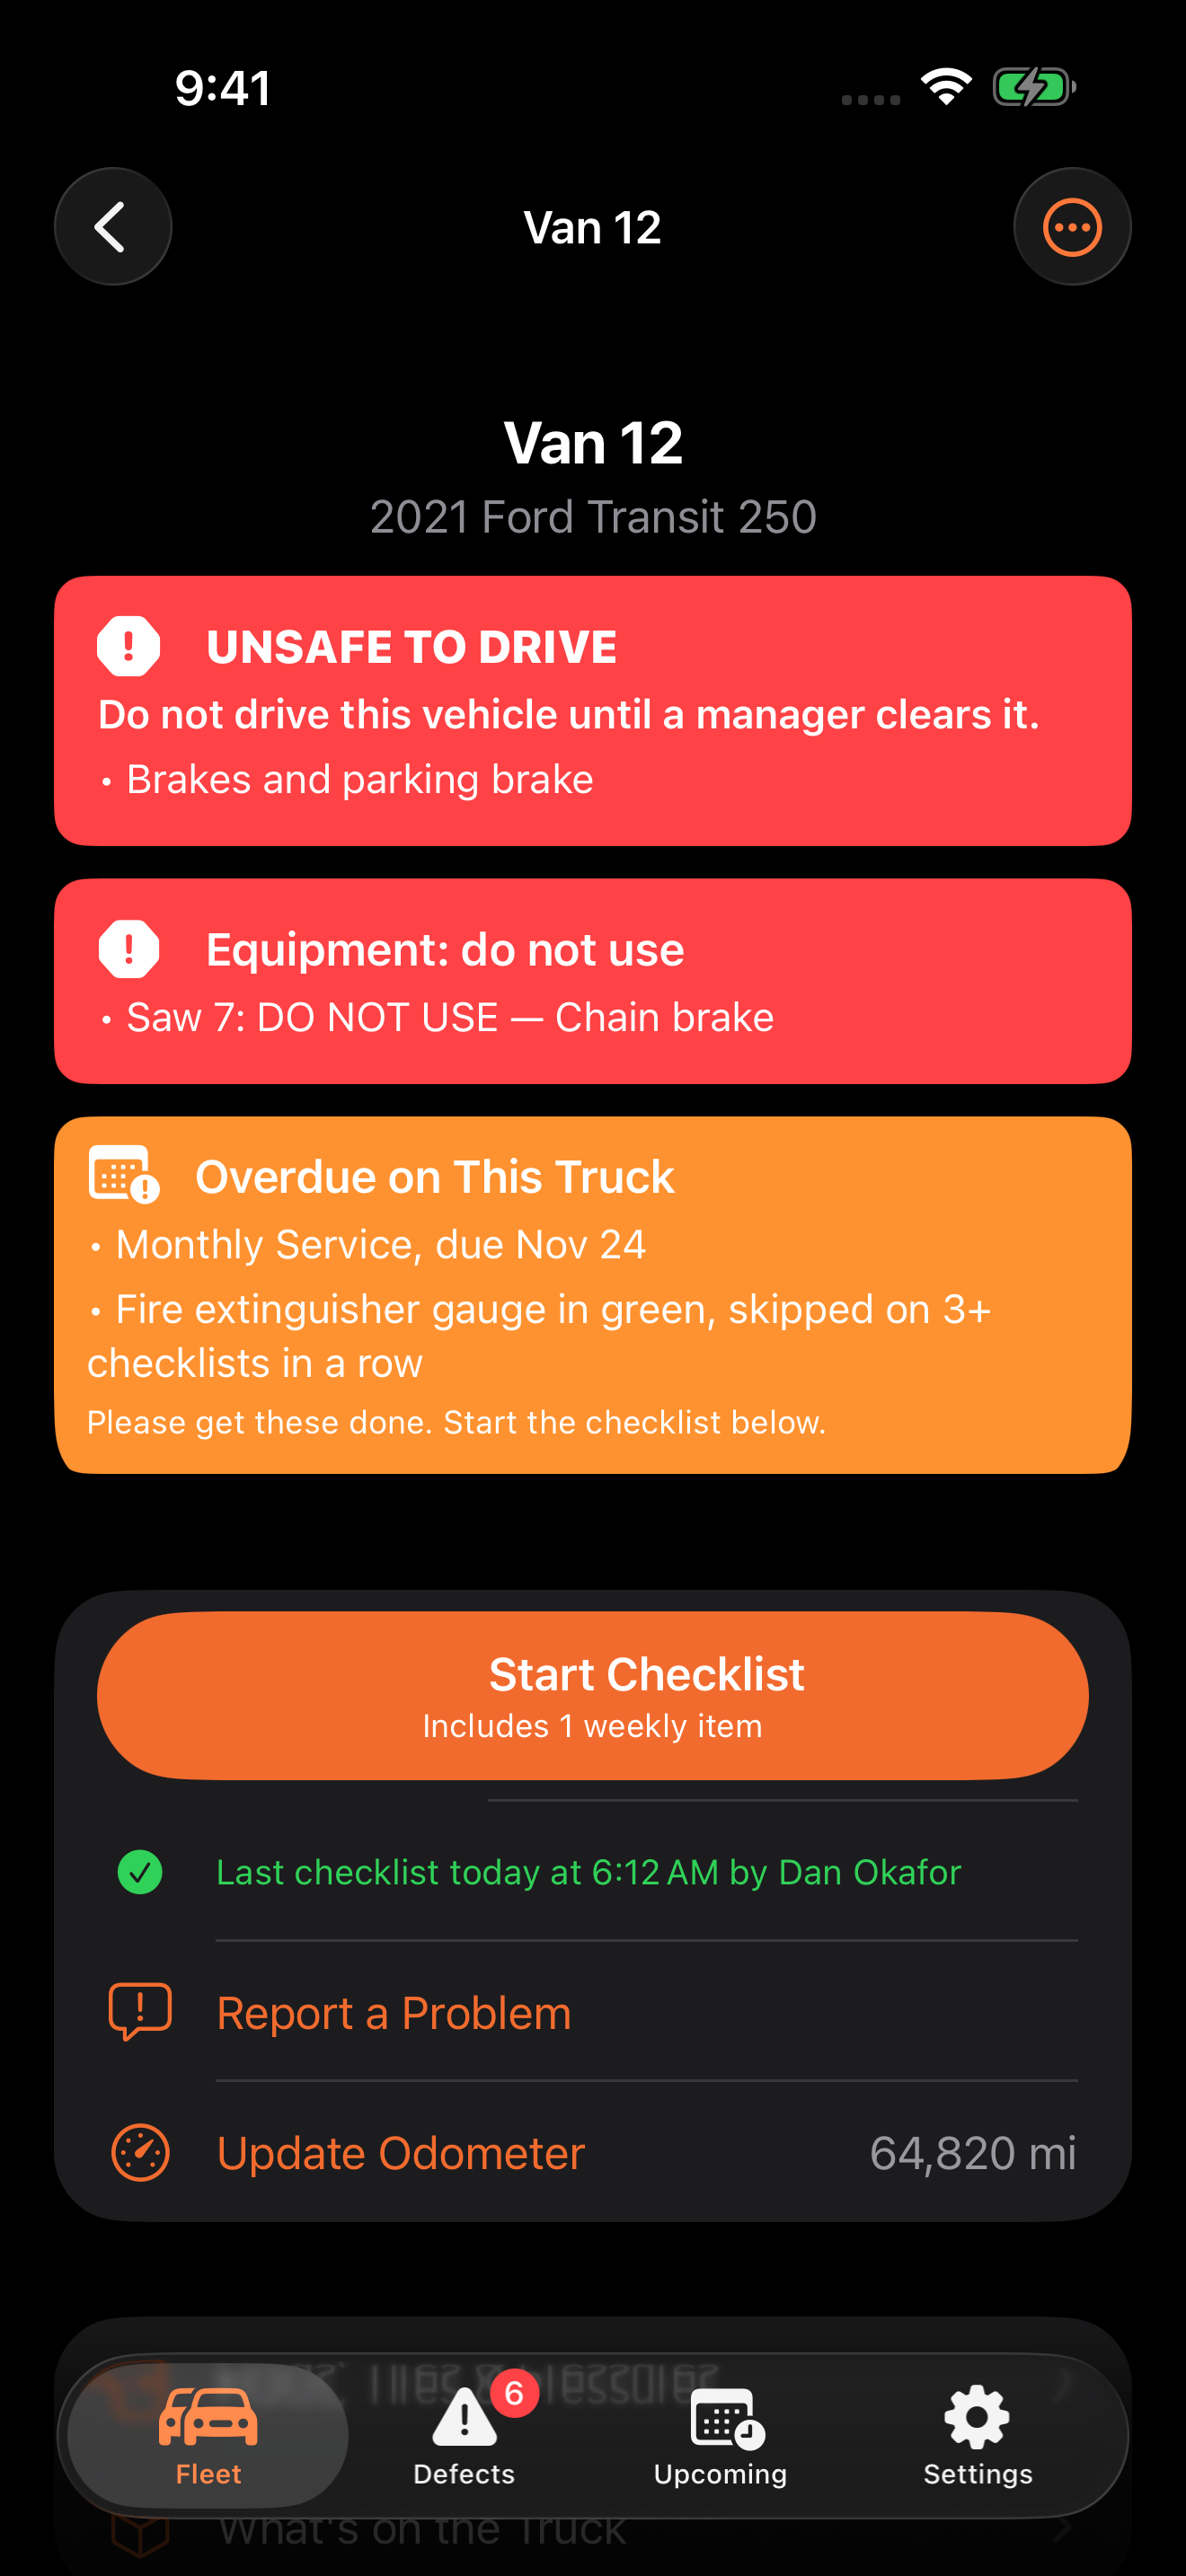 9:41
Van 12
Van 12
2021 Ford Transit 250
UNSAFE TO DRIVE
Do not drive this vehicle until a manager clears it.
• Brakes and parking brake
Equipment: do not use
• Saw 7: DO NOT USE — Chain brake
Overdue on This Truck
• Monthly Service, due Nov 24
• Fire extinguisher gauge in green, skipped on 3+
checklists in a row
Please get these done. Start the checklist below.
Start Checklist
Includes 1 weekly item
Last checklist today at 6:12 AM by Dan Okafor
Report a Problem
Update Odometer 64,820 mi
6
Fleet Defects Upcoming Settings
What's on the Truck